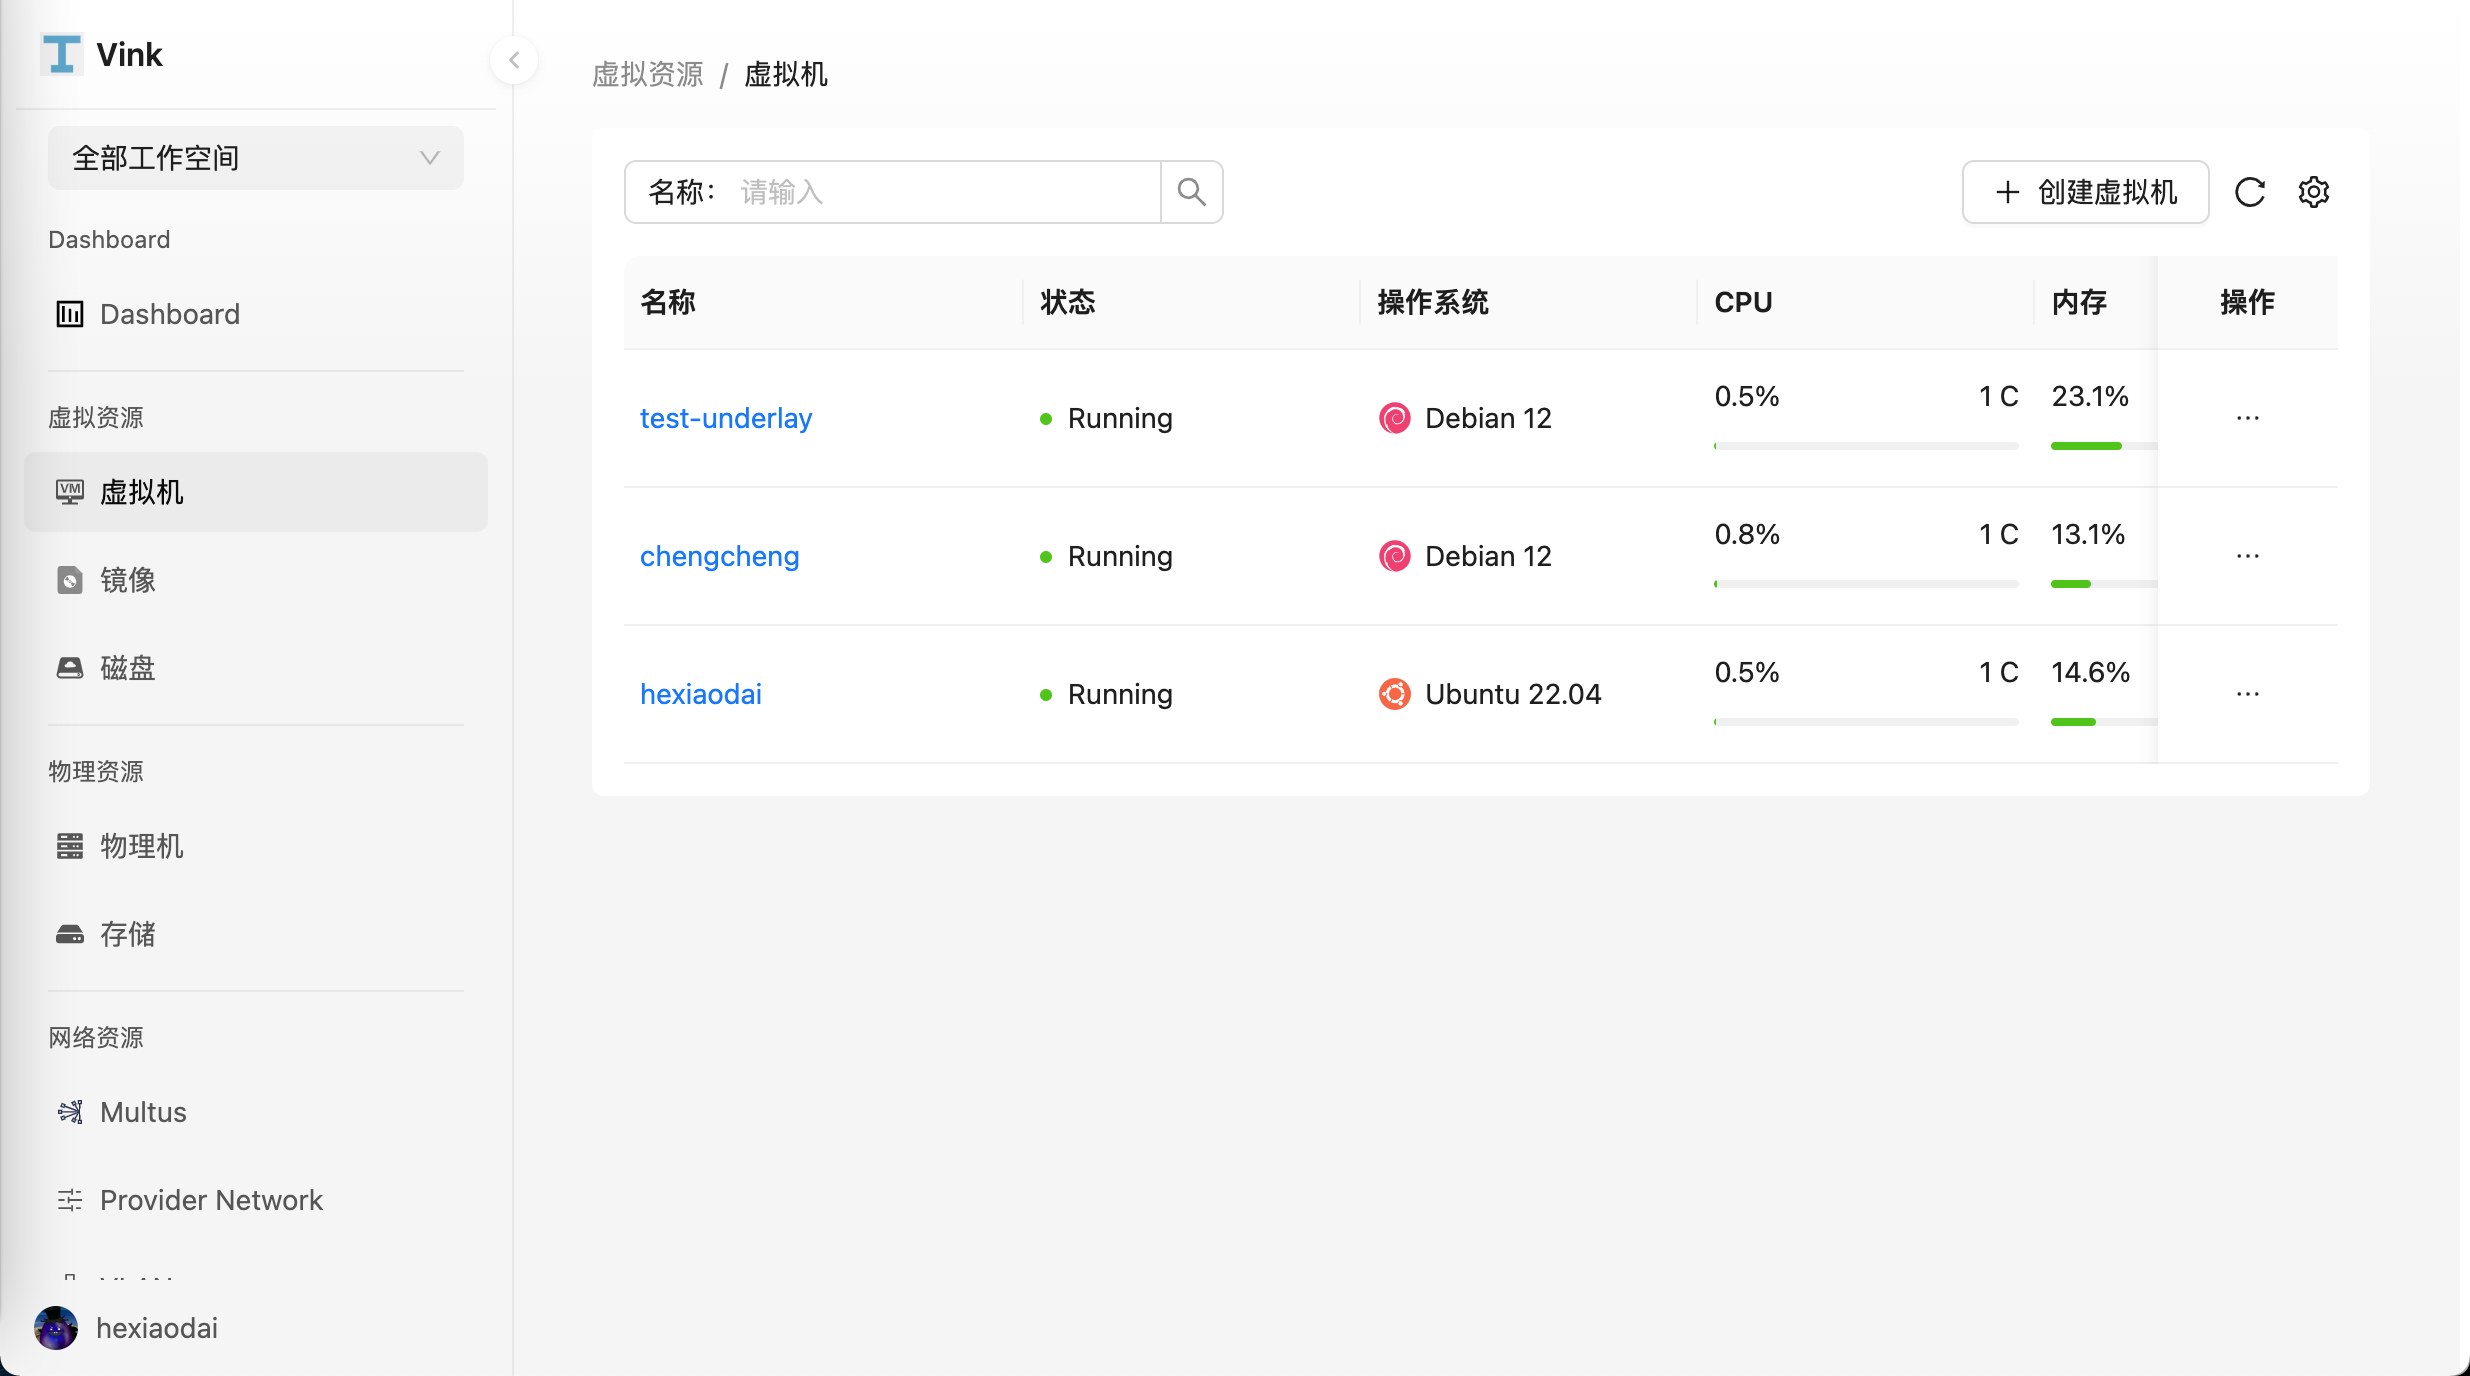 Vink
全部工作空间
Dashboard
Dashboard
虚拟资源
虚拟机
镜像
磁盘
物理资源
物理机
存储
网络资源
Multus
Provider Network
hexiaodai
虚拟资源 / 虚拟机
名称： 请输入
创建虚拟机
名称 状态 操作系统 CPU 内存 操作
test-underlay Running Debian 12 0.5% 1 C 23.1% ...
chengcheng Running Debian 12 0.8% 1 C 13.1% ...
hexiaodai Running Ubuntu 22.04 0.5% 1 C 14.6% ...